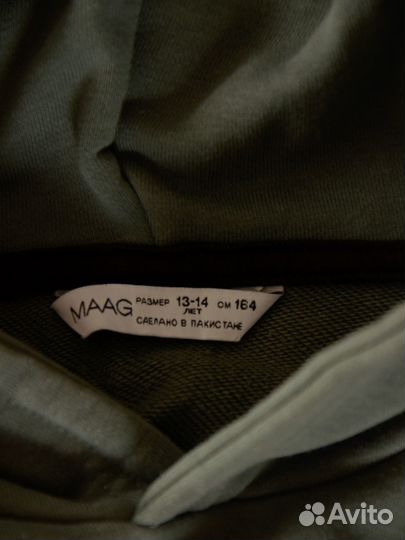 MAAG РАЗМЕР 13-14 ЛЕТ СМ 164
СДЕЛАНО В ПАКИСТАНЕ
Avito